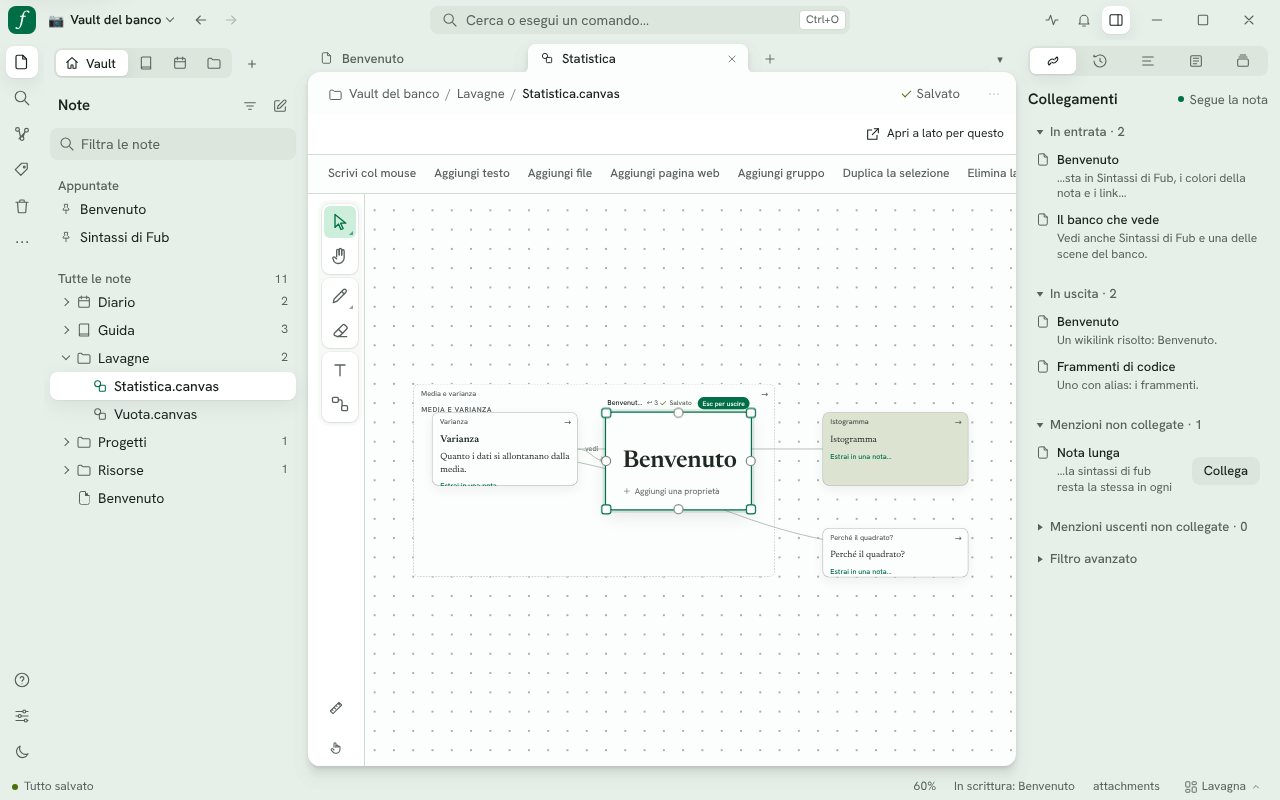 Vault del banco
Cerca o esegui un comando…
Ctrl+O
Vault
Note
Filtra le note
Appuntate
Benvenuto
Sintassi di Fub
Tutte le note 11
Diario 2
Guida 3
Lavagne 2
Statistica.canvas
Vuota.canvas
Progetti 1
Risorse 1
Benvenuto
Tutto salvato
Benvenuto
Statistica
Vault del banco / Lavagne / Statistica.canvas
Salvato
Apri a lato per questo
Scrivi col mouse
Aggiungi testo
Aggiungi file
Aggiungi pagina web
Aggiungi gruppo
Duplica la selezione
Elimina la
Media e varianza
MEDIA E VARIANZA
Varianza
Varianza
Quanto i dati si allontanano dalla
media.
Estrai in una nota…
vedi
Benvenut… 3 Salvato Esc per uscire
Benvenuto
Aggiungi una proprietà
Istogramma
Istogramma
Estrai in una nota…
Perché il quadrato?
Perché il quadrato?
Estrai in una nota…
Collegamenti
Segue la nota
In entrata · 2
Benvenuto
…sta in Sintassi di Fub, i colori della
nota e i link…
Il banco che vede
Vedi anche Sintassi di Fub e una delle
scene del banco.
In uscita · 2
Benvenuto
Un wikilink risolto: Benvenuto.
Frammenti di codice
Uno con alias: i frammenti.
Menzioni non collegate · 1
Nota lunga
…la sintassi di fub
resta la stessa in ogni
Collega
Menzioni uscenti non collegate · 0
Filtro avanzato
60%
In scrittura: Benvenuto
attachments
Lavagna